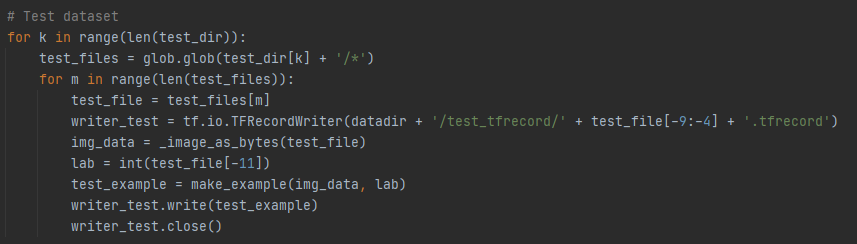 # Test dataset
for k in range(len(test_dir)):
    test_files = glob.glob(test_dir[k] + '/*')
    for m in range(len(test_files)):
        test_file = test_files[m]
        writer_test = tf.io.TFRecordWriter(datadir + '/test_tfrecord/' + test_file[-9:-4] + '.tfrecord')
        img_data = _image_as_bytes(test_file)
        lab = int(test_file[-11])
        test_example = make_example(img_data, lab)
        writer_test.write(test_example)
        writer_test.close()